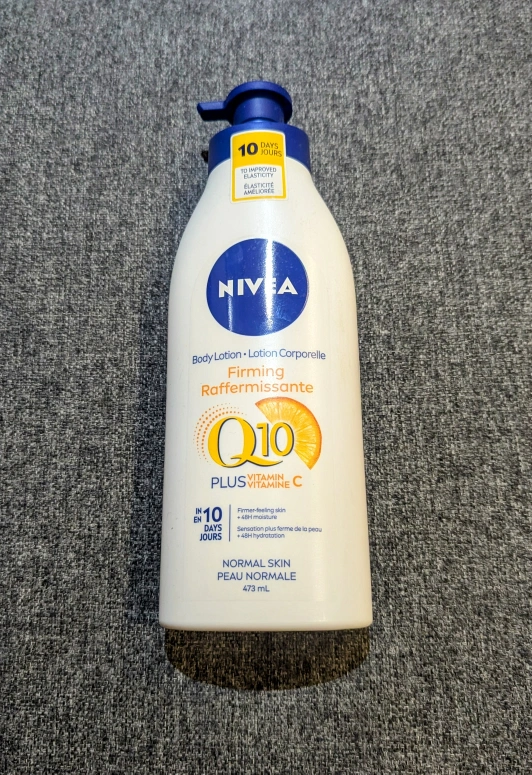 10 DAYS
JOURS
TO IMPROVED
ELASTICITY
ÉLASTICITÉ
AMÉLIORÉE
NIVEA
Body Lotion • Lotion Corporelle
Firming
Raffermissante
Q10
PLUS VITAMIN
VITAMINE C
IN
EN 10
DAYS
JOURS
Firmer-feeling skin
+ 48H moisture
Sensation plus ferme de la peau
+ 48H hydratation
NORMAL SKIN
PEAU NORMALE
473 mL